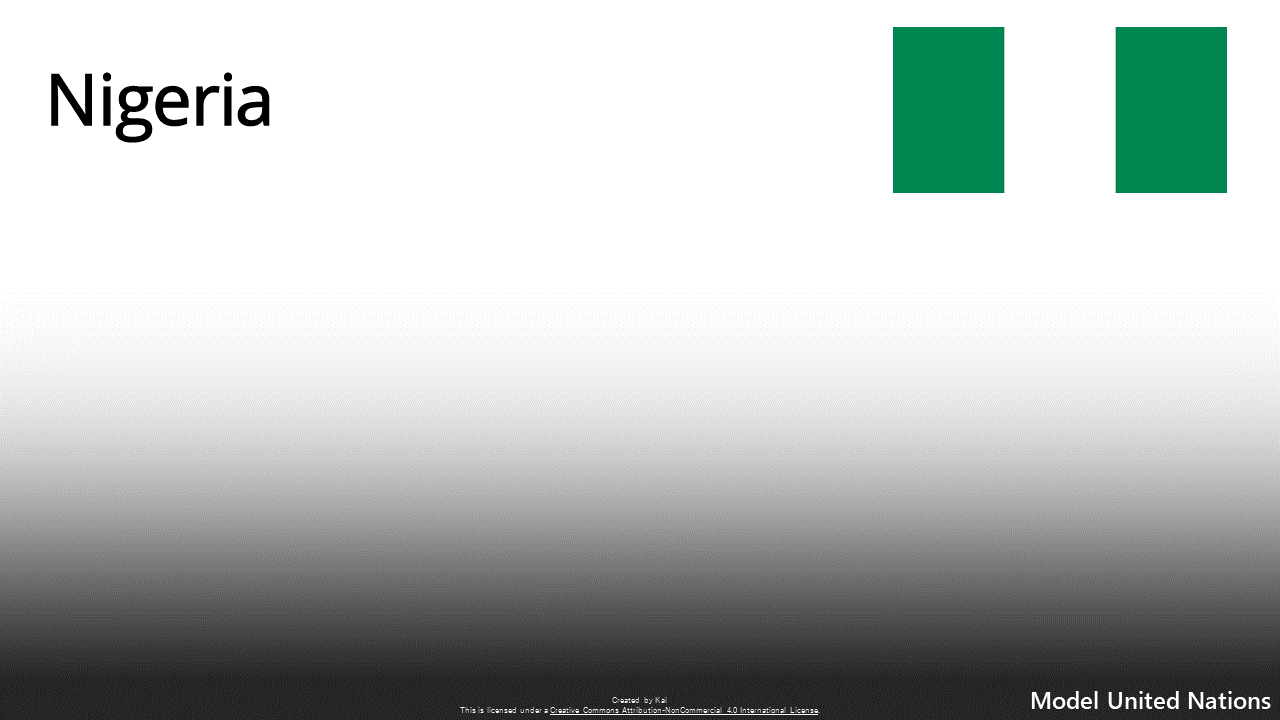 Nigeria
Created by Kai
This is licensed under a Creative Commons Attribution-NonCommercial 4.0 International License.
Model United Nations